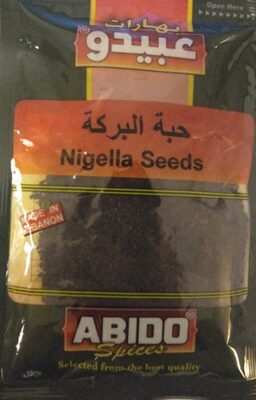 Open Here
بهارات
عبيدو
حبة البركة
Nigella Seeds
MADE IN
LEBANON
ABIDO
Spices
Selected from the best quality